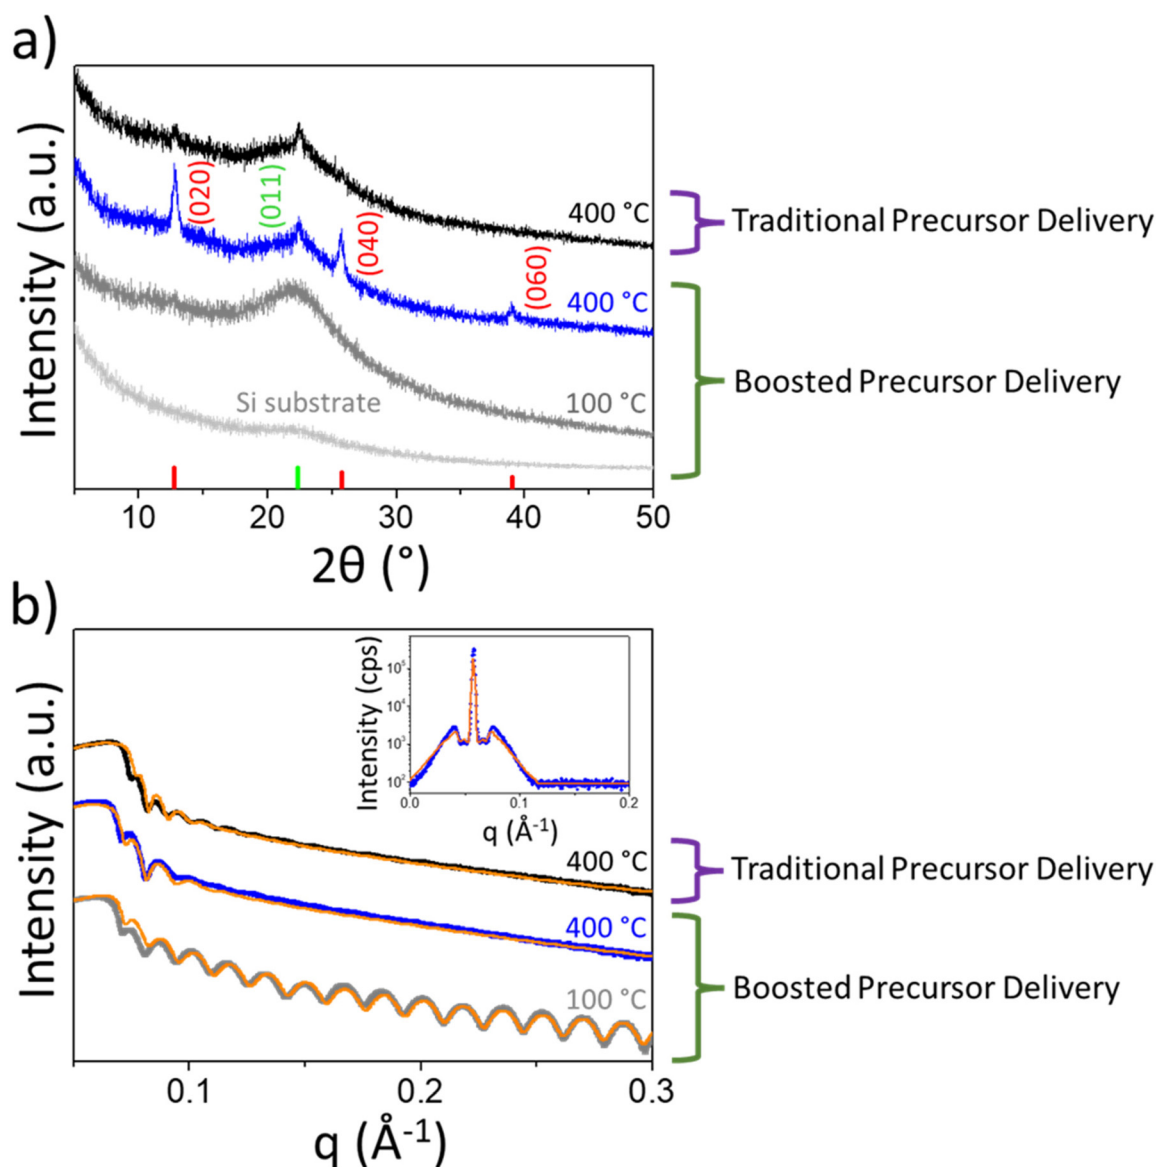 a)
Intensity (a.u.)
(020)
(011)
(040)
(060)
400 °C
400 °C
100 °C
Si substrate
Traditional Precursor Delivery
Boosted Precursor Delivery
10 20 30 40 50
2θ (°)
b)
Intensity (a.u.)
Intensity (cps)
10⁵
10⁴
10³
10²
0.0 0.1 0.2
q (Å⁻¹)
400 °C
400 °C
100 °C
Traditional Precursor Delivery
Boosted Precursor Delivery
0.1 0.2 0.3
q (Å⁻¹)